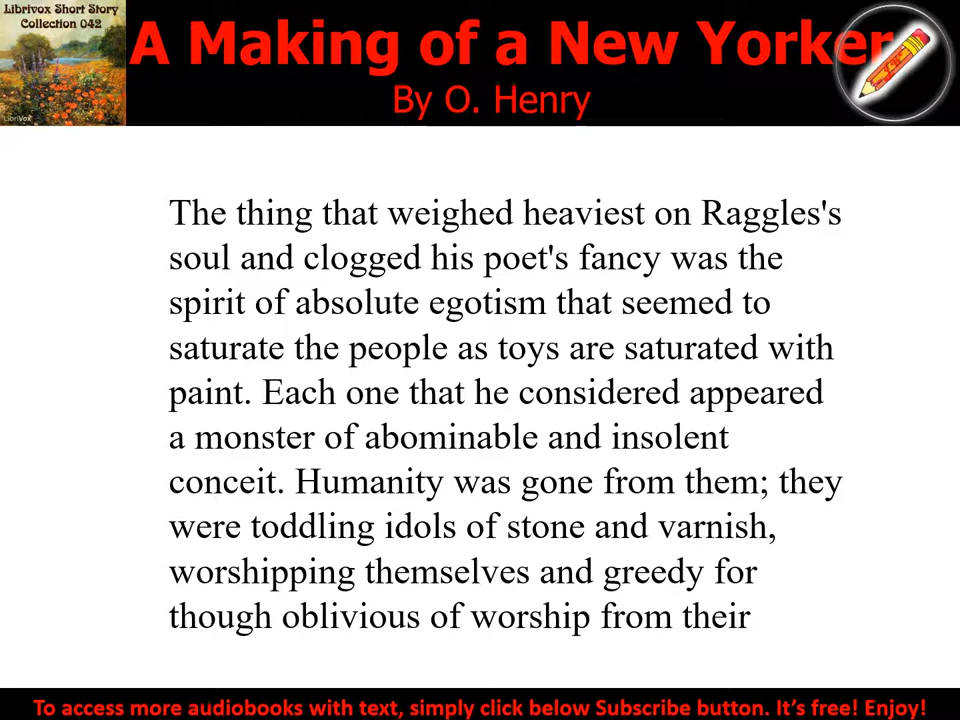 Librivox Short Story
Collection 042
LibriVox
A Making of a New Yorker
By O. Henry
The thing that weighed heaviest on Raggles's
soul and clogged his poet's fancy was the
spirit of absolute egotism that seemed to
saturate the people as toys are saturated with
paint. Each one that he considered appeared
a monster of abominable and insolent
conceit. Humanity was gone from them; they
were toddling idols of stone and varnish,
worshipping themselves and greedy for
though oblivious of worship from their
To access more audiobooks with text, simply click below Subscribe button. It's free! Enjoy!